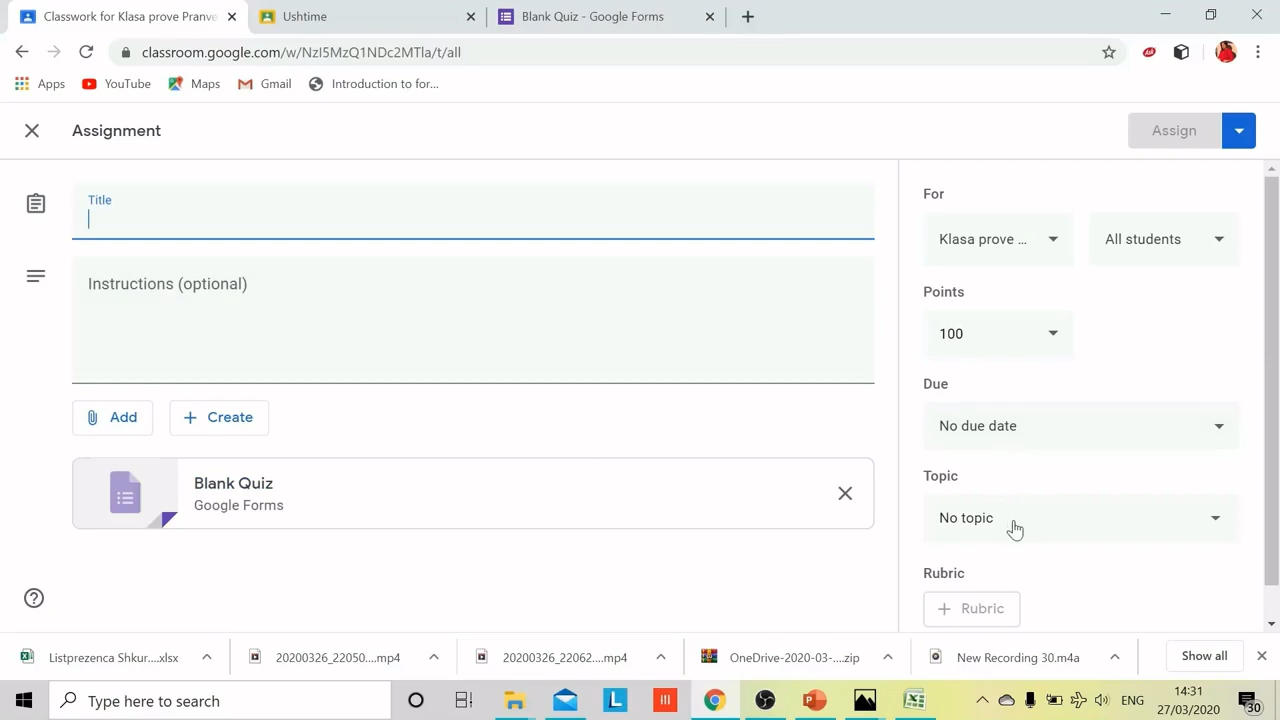 Classwork for Klasa prove Pranve
Ushtime
Blank Quiz - Google Forms
classroom.google.com/w/NzI5MzQ1NDc2MTla/t/all
Apps
YouTube
Maps
Gmail
Introduction to for...
Assignment
Assign
Title
Instructions (optional)
Add
Create
Blank Quiz
Google Forms
For
Klasa prove ...
All students
Points
100
Due
No due date
Topic
No topic
Rubric
Rubric
Listprezenca Shkur....xlsx
20200326_22050....mp4
20200326_22062....mp4
OneDrive-2020-03-....zip
New Recording 30.m4a
Show all
Type here to search
ENG
14:31
27/03/2020
30